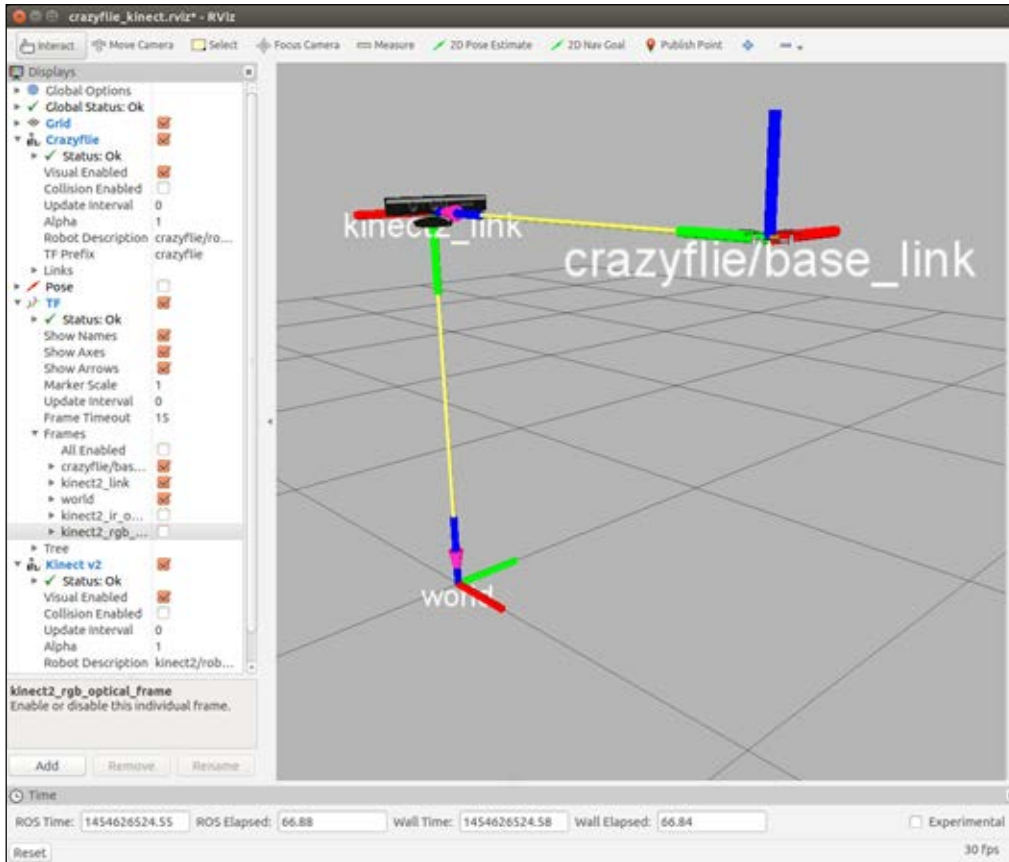 crazyflie_kinect.rviz* - RViz
Interact Move Camera Select Focus Camera Measure 2D Pose Estimate 2D Nav Goal Publish Point
Displays
Global Options
Global Status: Ok
Grid
Crazyflie
Status: Ok
Visual Enabled
Collision Enabled
Update Interval 0
Alpha 1
Robot Description crazyflie/ro...
TF Prefix crazyflie
Links
Pose
TF
Status: Ok
Show Names
Show Axes
Show Arrows
Marker Scale 1
Update Interval 0
Frame Timeout 15
Frames
All Enabled
crazyflie/bas...
kinect2_link
world
kinect2_ir_o...
kinect2_rgb_...
Tree
Kinect v2
Status: Ok
Visual Enabled
Collision Enabled
Update Interval 0
Alpha 1
Robot Description kinect2/rob...
kinect2_rgb_optical_frame
Enable or disable this individual frame.
Add Remove Rename
kinect2_link
crazyflie/base_link
world
Time
ROS Time: 1454626524.55 ROS Elapsed: 66.88 Wall Time: 1454626524.58 Wall Elapsed: 66.84 Experimental
Reset 30 fps